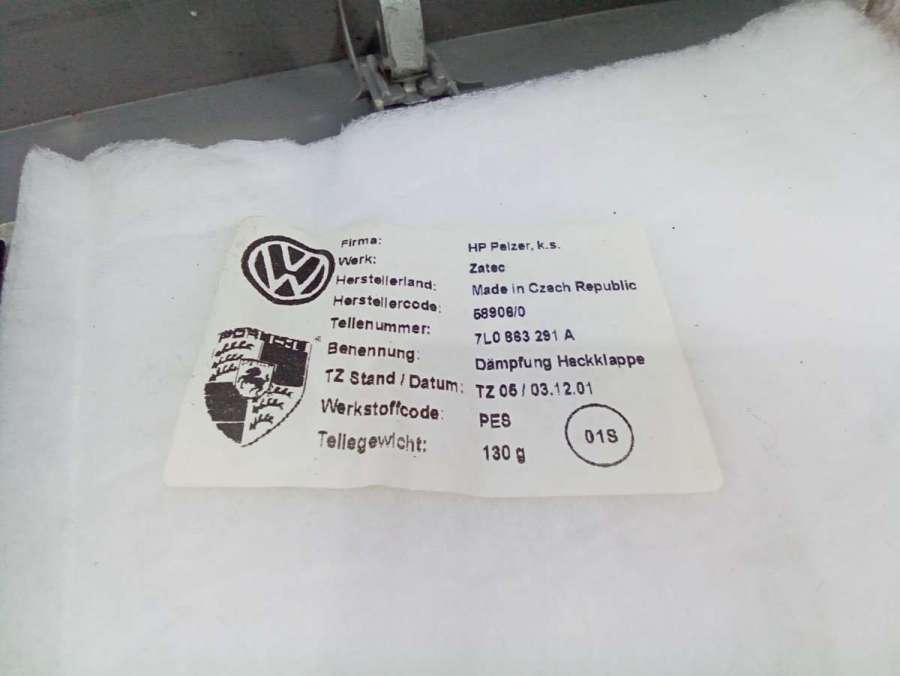 Firma: HP Pelzer, k.s.
Werk: Zatec
Herstellerland: Made in Czech Republic
Herstellercode: 58906/0
Teilenummer: 7L0 863 291 A
Benennung: Dämpfung Heckklappe
TZ Stand / Datum: TZ 05 / 03.12.01
Werkstoffcode: PES
Teilegewicht: 130 g
01S